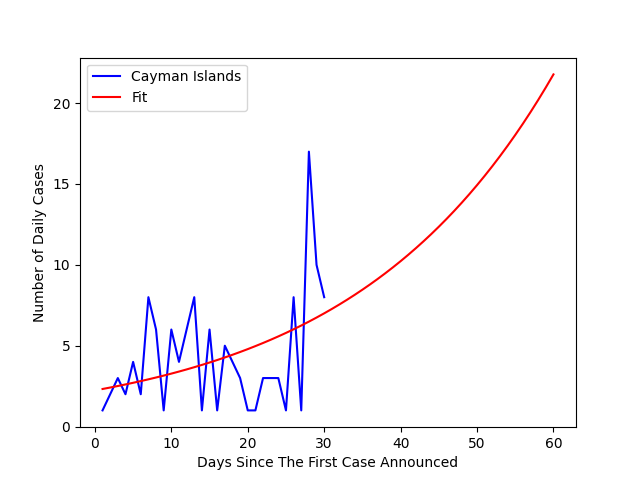 Cayman Islands
Fit
20
15
10
5
0
Number of Daily Cases
0 10 20 30 40 50 60
Days Since The First Case Announced